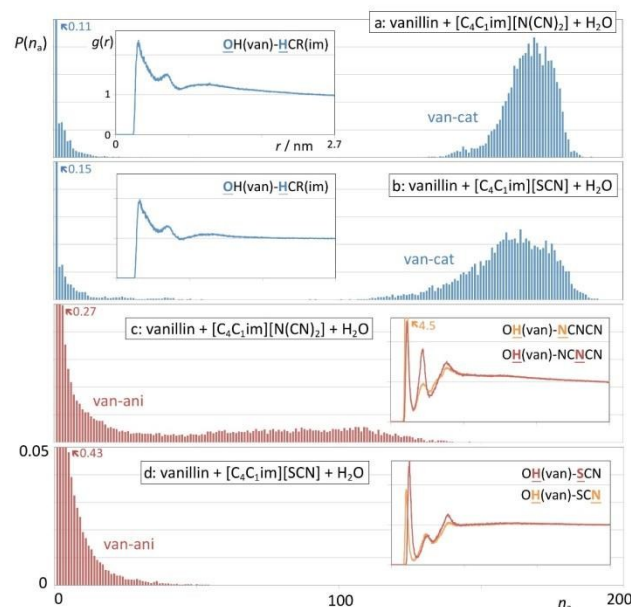 0.11
a: vanillin + [C₄C₁im][N(CN)₂] + H₂O
P(nₐ)
g(r)
OH(van)-HCR(im)
1
van-cat
0
0
r / nm
2.7
0.15
b: vanillin + [C₄C₁im][SCN] + H₂O
OH(van)-HCR(im)
van-cat
0.27
c: vanillin + [C₄C₁im][N(CN)₂] + H₂O
4.5
OH(van)-NCNCN
OH(van)-NCNCN
van-ani
0.05
0.43
d: vanillin + [C₄C₁im][SCN] + H₂O
OH(van)-SCN
OH(van)-SCN
van-ani
0
0
100
nₐ
200